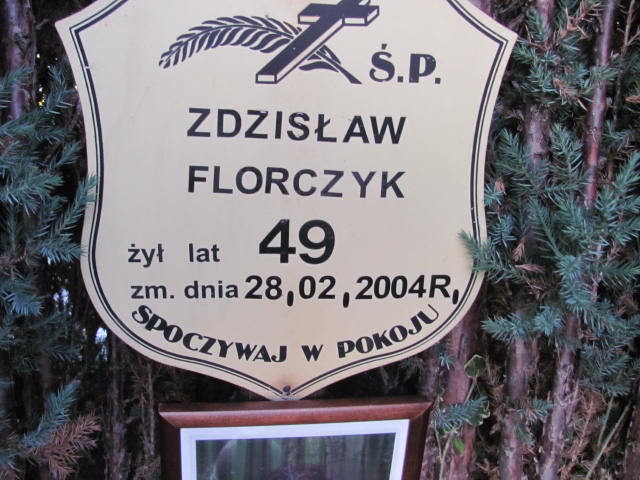 Ś.P.
ZDZISŁAW
FLORCZYK
żył lat 49
zm. dnia 28,02,2004R,
SPOCZYWAJ W POKOJU